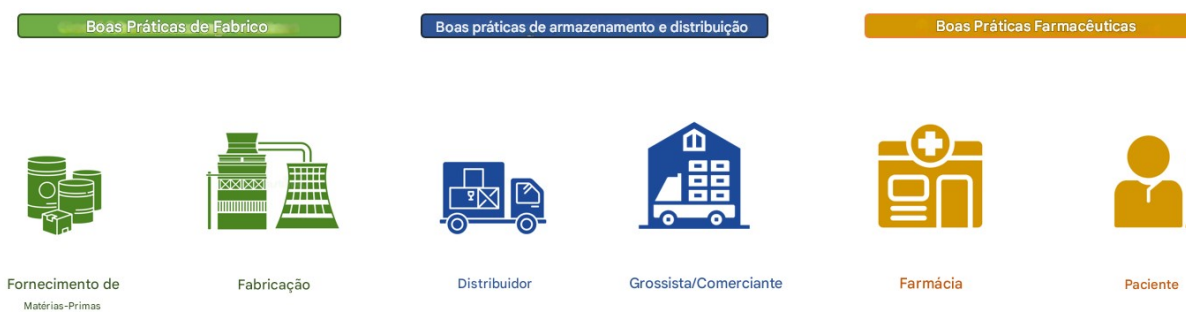 Boas Práticas de Fabrico
Boas práticas de armazenamento e distribuição
Boas Práticas Farmacêuticas
Fornecimento de
Matérias-Primas
Fabricação
Distribuidor
Grossista/Comerciante
Farmácia
Paciente